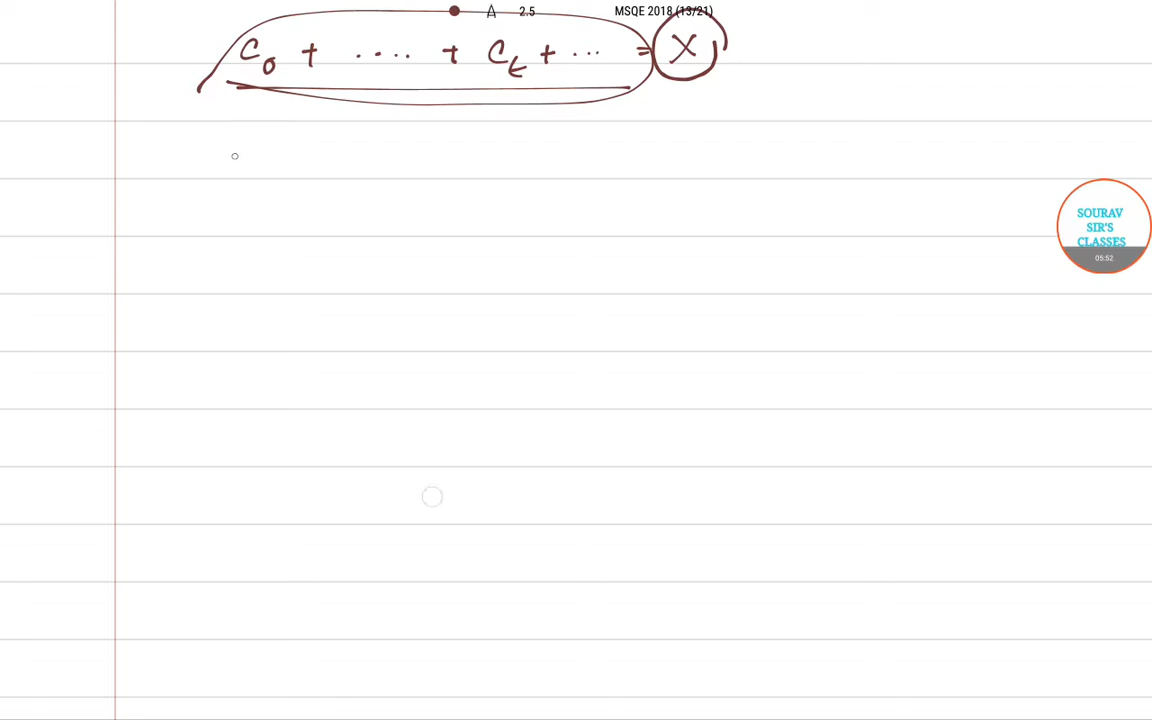 A 2.5 MSQE 2018 (13/21)
C₀ + .... + Cₜ + ... = X
SOURAV
SIR'S
CLASSES
05:52